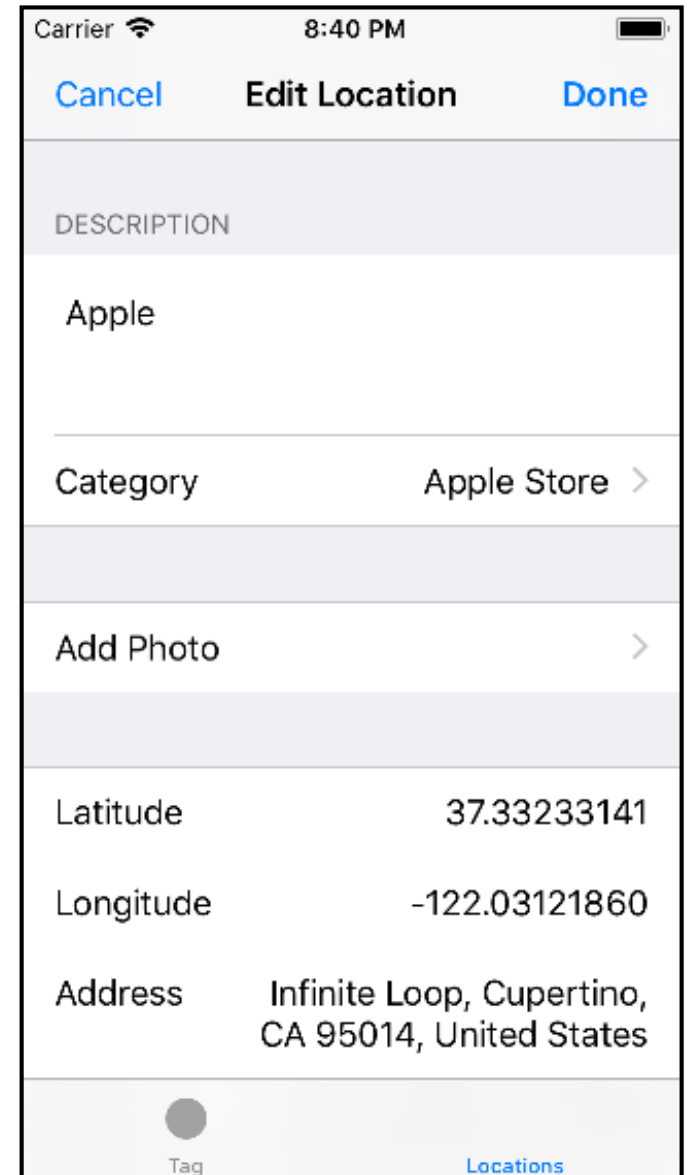 Carrier 8:40 PM
Cancel Edit Location Done
DESCRIPTION
Apple
Category Apple Store
Add Photo
Latitude 37.33233141
Longitude -122.03121860
Address Infinite Loop, Cupertino,
CA 95014, United States
Tag Locations